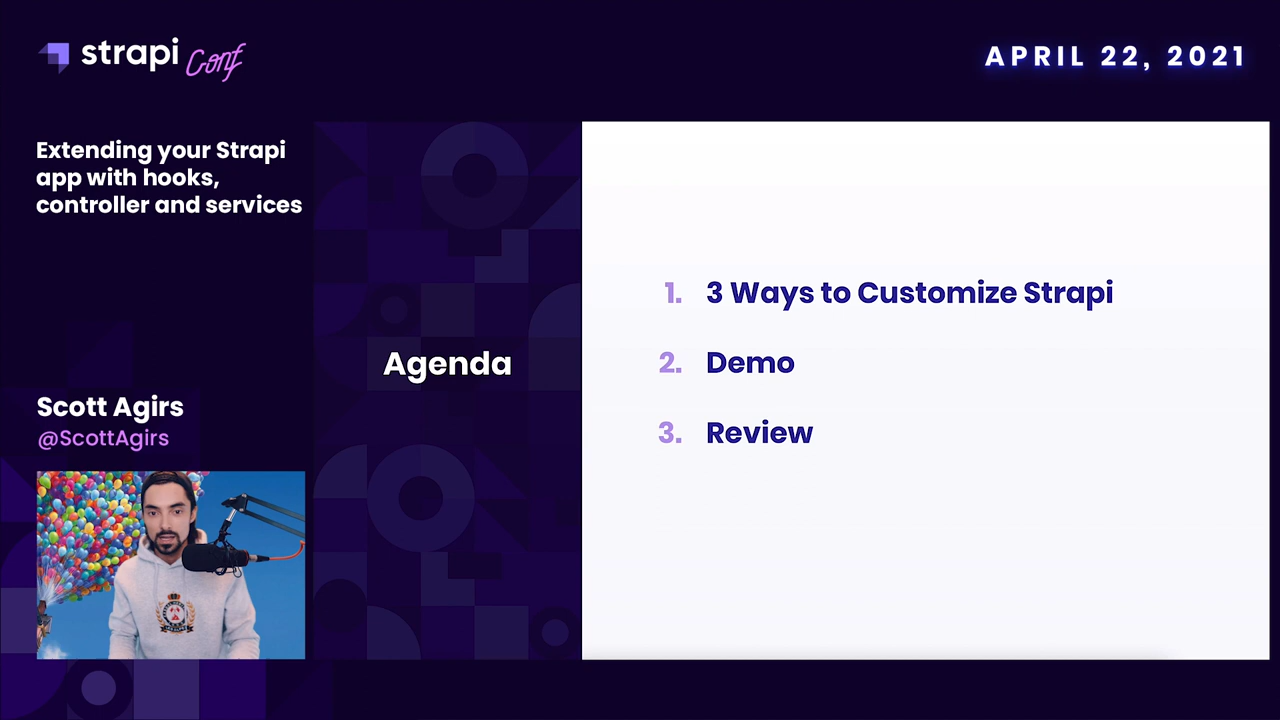 strapi Conf
APRIL 22, 2021
Extending your Strapi
app with hooks,
controller and services
Scott Agirs
@ScottAgirs
Agenda
1. 3 Ways to Customize Strapi
2. Demo
3. Review